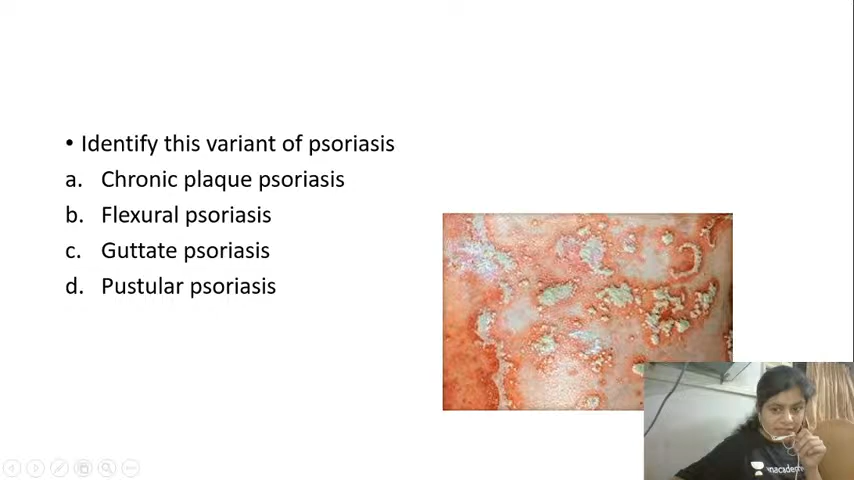 • Identify this variant of psoriasis
a. Chronic plaque psoriasis
b. Flexural psoriasis
c. Guttate psoriasis
d. Pustular psoriasis